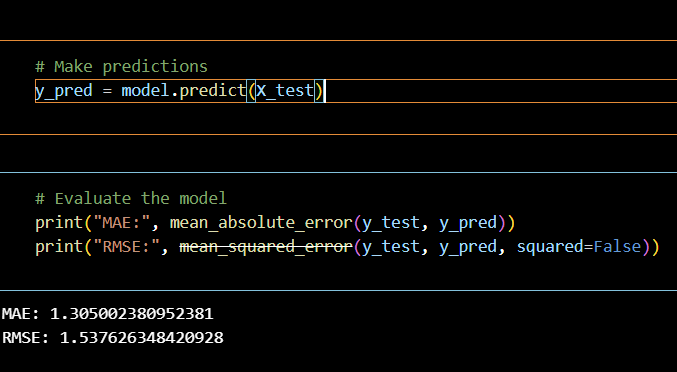 # Make predictions
y_pred = model.predict(X_test)
# Evaluate the model
print("MAE:", mean_absolute_error(y_test, y_pred))
print("RMSE:", mean_squared_error(y_test, y_pred, squared=False))
MAE: 1.305002380952381
RMSE: 1.537626348420928